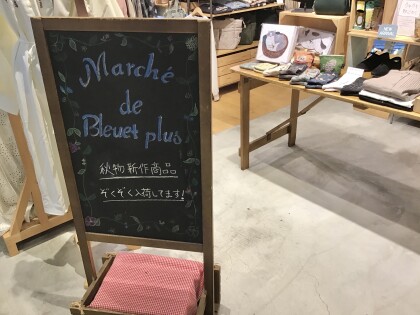 Marché
de
Bleuet plus
秋物新作商品
ぞくぞく入荷してます!